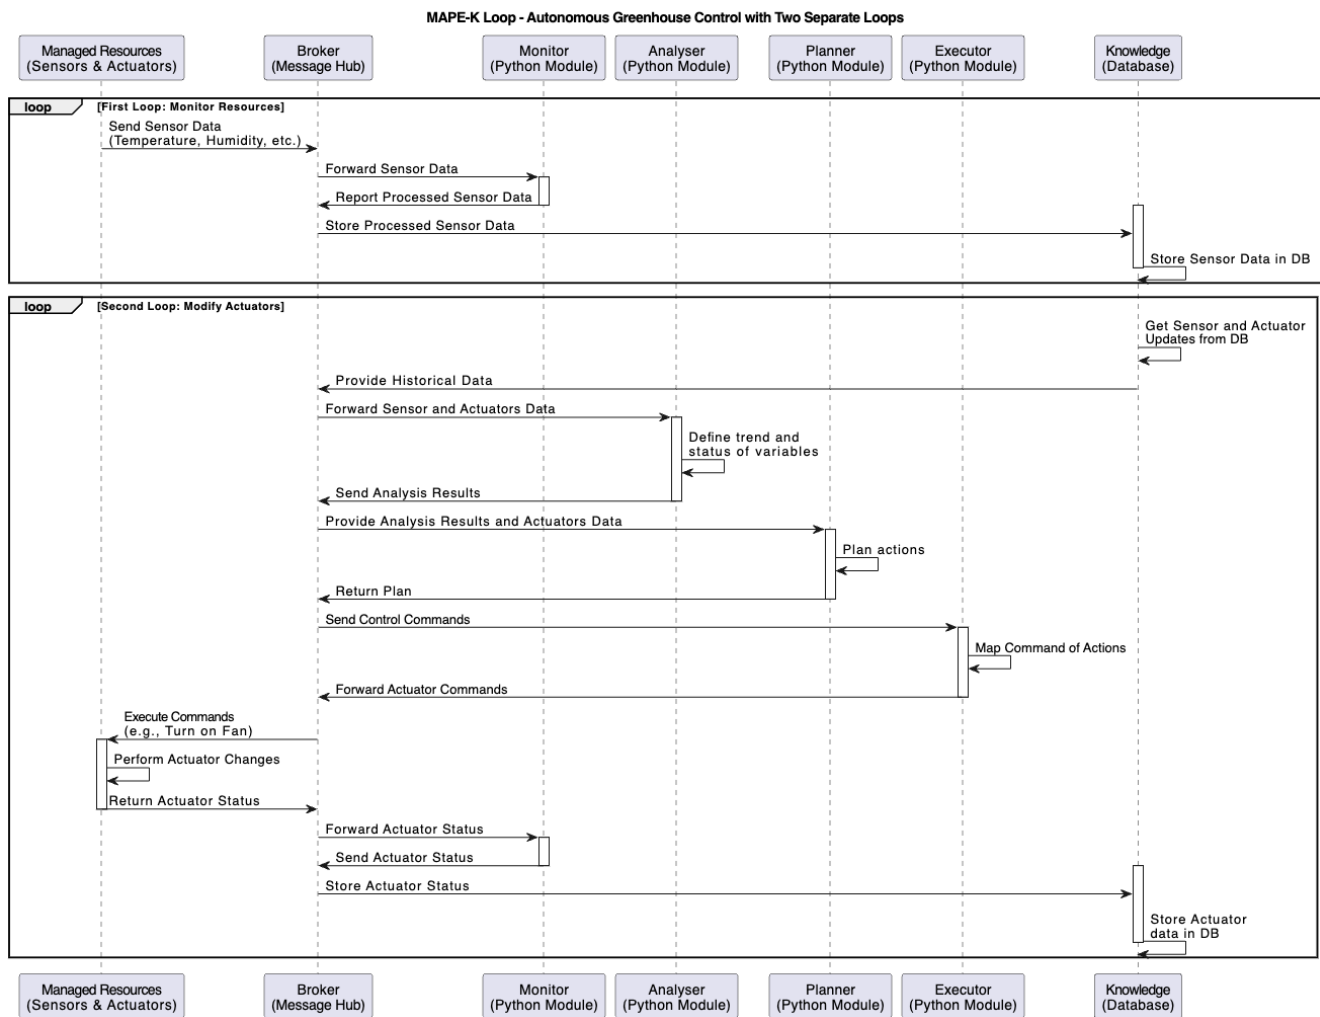 MAPE-K Loop - Autonomous Greenhouse Control with Two Separate Loops
Managed Resources
(Sensors & Actuators)
Broker
(Message Hub)
Monitor
(Python Module)
Analyser
(Python Module)
Planner
(Python Module)
Executor
(Python Module)
Knowledge
(Database)
loop
[First Loop: Monitor Resources]
Send Sensor Data
(Temperature, Humidity, etc.)
Forward Sensor Data
Report Processed Sensor Data
Store Processed Sensor Data
Store Sensor Data in DB
loop
[Second Loop: Modify Actuators]
Get Sensor and Actuator
Updates from DB
Provide Historical Data
Forward Sensor and Actuators Data
Define trend and
status of variables
Send Analysis Results
Provide Analysis Results and Actuators Data
Plan actions
Return Plan
Send Control Commands
Map Command of Actions
Forward Actuator Commands
Execute Commands
(e.g., Turn on Fan)
Perform Actuator Changes
Return Actuator Status
Forward Actuator Status
Send Actuator Status
Store Actuator Status
Store Actuator
data in DB
Managed Resources
(Sensors & Actuators)
Broker
(Message Hub)
Monitor
(Python Module)
Analyser
(Python Module)
Planner
(Python Module)
Executor
(Python Module)
Knowledge
(Database)